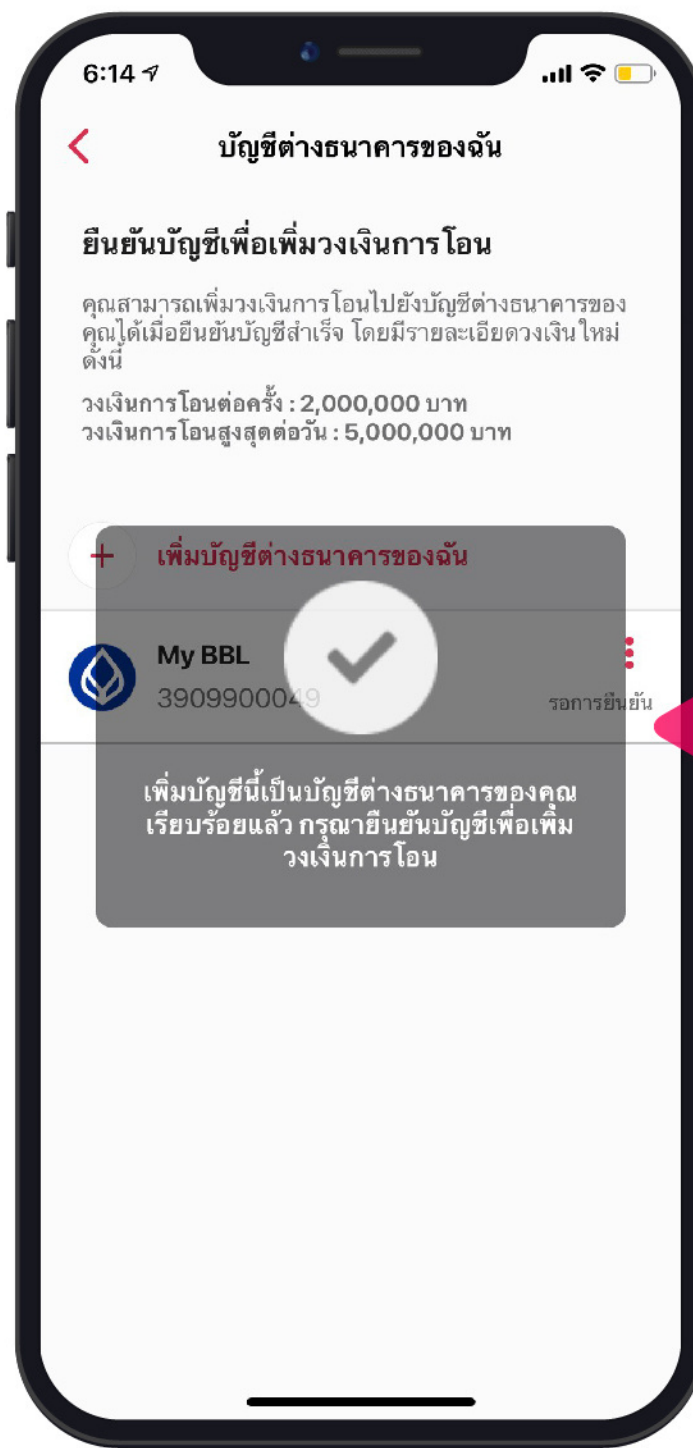 6:14
บัญชีต่างธนาคารของฉัน
ยืนยันบัญชีเพื่อเพิ่มวงเงินการโอน
คุณสามารถเพิ่มวงเงินการโอนไปยังบัญชีต่างธนาคารของ
คุณได้เมื่อยืนยันบัญชีสำเร็จ โดยมีรายละเอียดวงเงินใหม่
ดังนี้
วงเงินการโอนต่อครั้ง : 2,000,000 บาท
วงเงินการโอนสูงสุดต่อวัน : 5,000,000 บาท
+ เพิ่มบัญชีต่างธนาคารของฉัน
My BBL
3909900049
รอการยืนยัน
เพิ่มบัญชีนี้เป็นบัญชีต่างธนาคารของคุณ
เรียบร้อยแล้ว กรุณายืนยันบัญชีเพื่อเพิ่ม
วงเงินการโอน